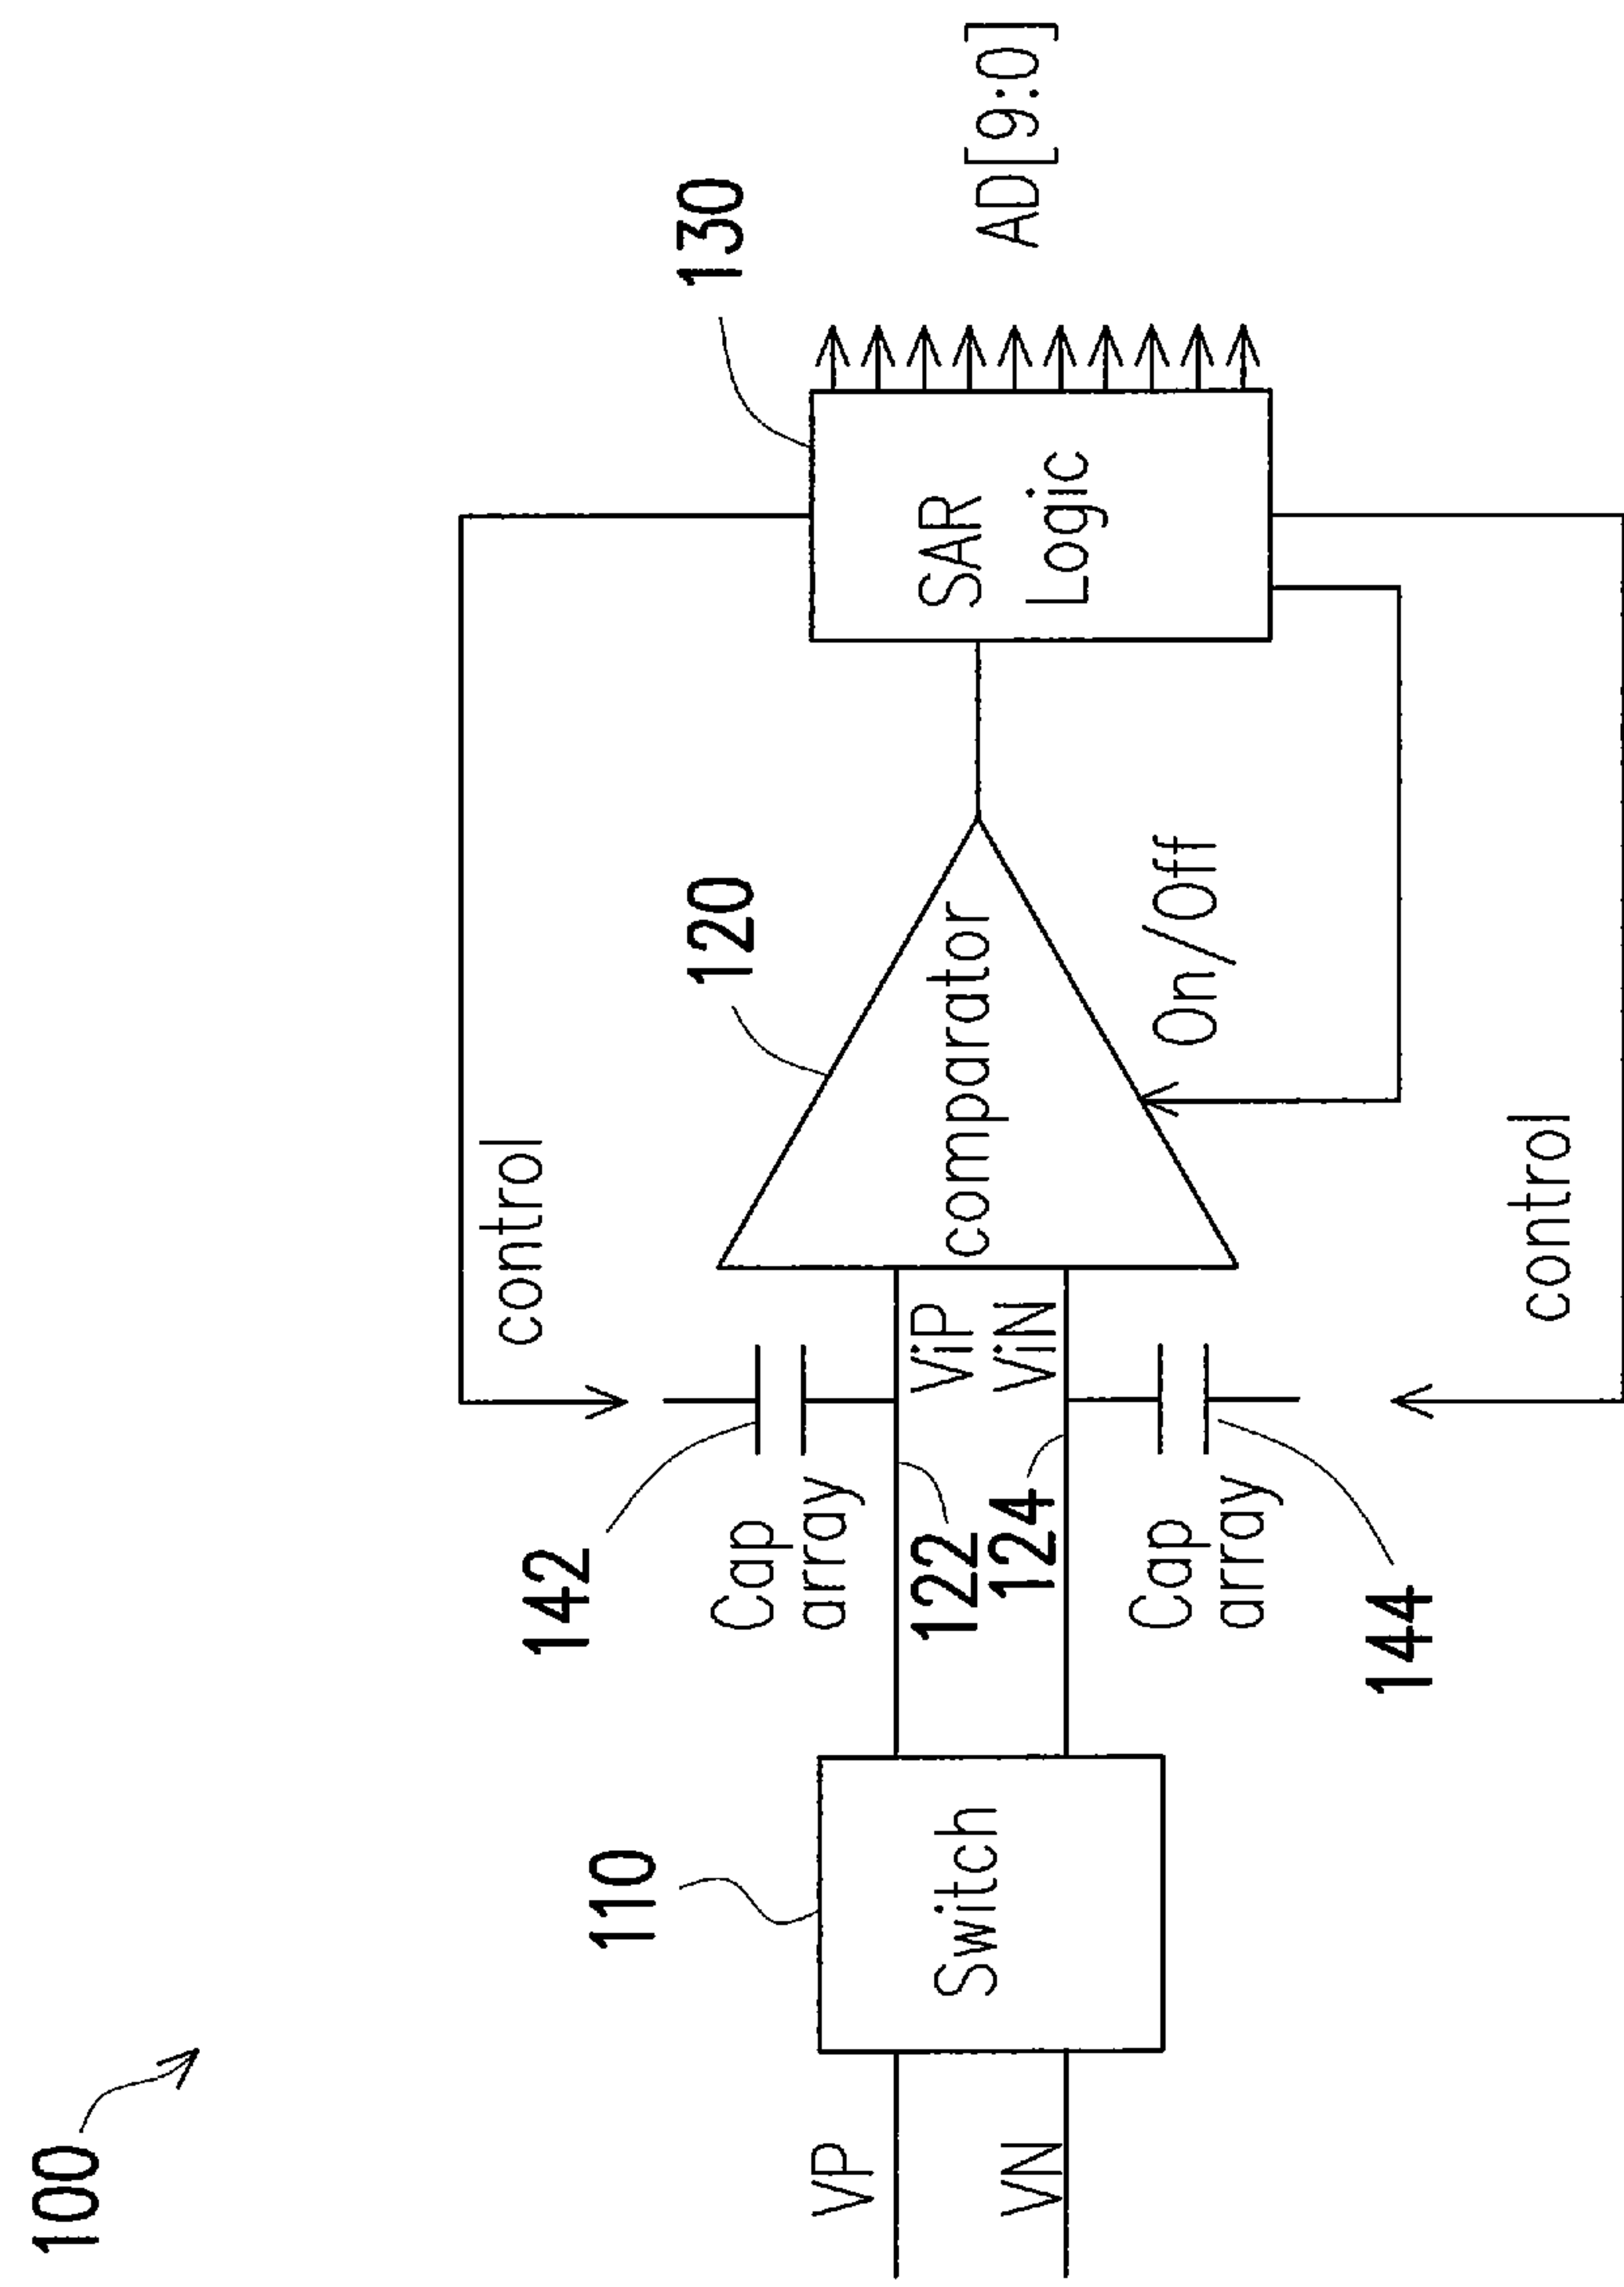 100
VP
VN
110
Switch
142
Cap
array
122
124
Cap
array
144
control
ViP
ViN
120
comparator
On/Off
control
130
SAR
Logic
AD[9:0]